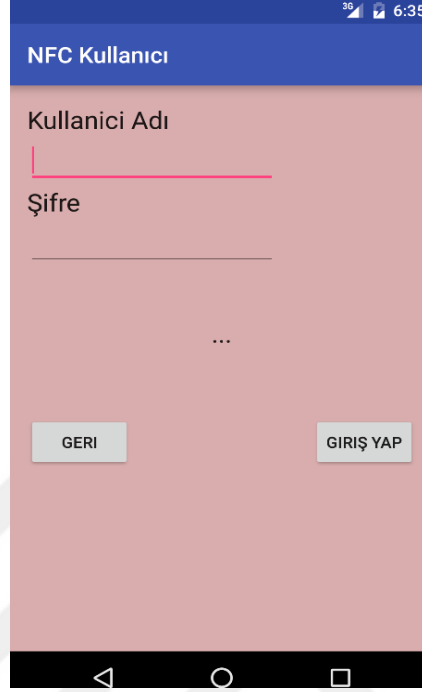 3G 6:35
NFC Kullanıcı
Kullanici Adı
Şifre
...
GERI
GIRIŞ YAP